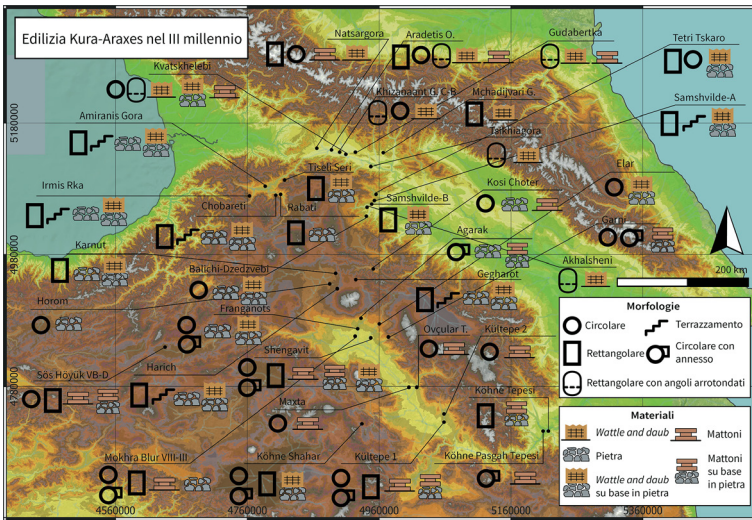 Edilizia Kura-Araxes nel III millennio
Natsargora
Aradetis O.
Gudabertka
Tetri Tskaro
Kvatskhelebi
Khizanaant G. C-B
Mchadijvari G.
Samshvilde-A
Amiranis Gora
Tsikhiagora
Tiseli Seri
Elar
Irmis Rka
Kosi Choter
Chobareti
Rabati
Samshvilde-B
Garni
Karnut
Agarak
Akhalsheni
Balichi-Dzedzvebi
Gegharot
200 km
Horom
Franganots
Ovçular T.
Kültepe 2
Shengavit
Sös Höyük VB-D
Harich
Maxta
Köhne Tepesi
Mokhra Blur VIII-III
Köhne Shahar
Kültepe 1
Köhne Pasgah Tepesi
Morfologie
Circolare
Terrazzamento
Rettangolare
Circolare con
annesso
Rettangolare con angoli arrotondati
Materiali
Wattle and daub
Mattoni
Pietra
Mattoni
su base
in pietra
Wattle and daub
su base in pietra
5180000
4980000
4780000
4560000
4760000
4960000
5160000
5360000